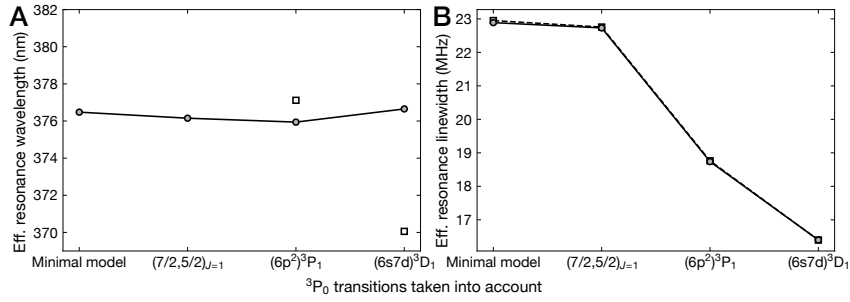 A
B
Eff. resonance wavelength (nm)
382
380
378
376
374
372
370
Minimal model
(7/2,5/2)J=1
(6p²)³P₁
(6s7d)³D₁
Eff. resonance linewidth (MHz)
23
22
21
20
19
18
17
16
Minimal model
(7/2,5/2)J=1
(6p²)³P₁
(6s7d)³D₁
³P₀ transitions taken into account